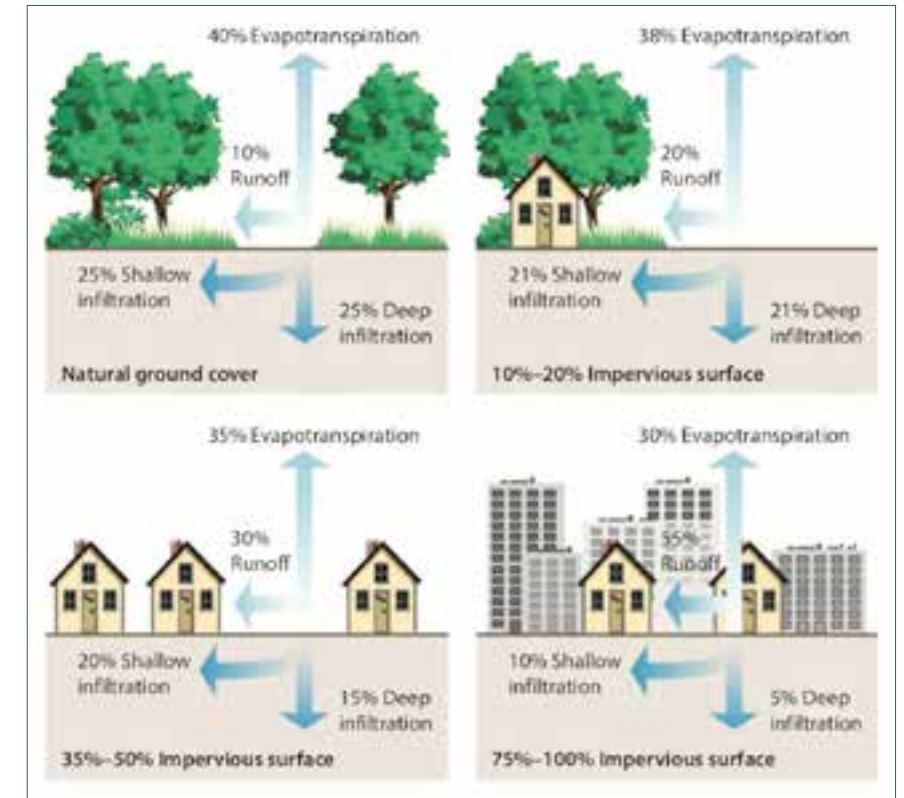 40% Evapotranspiration
10%
Runoff
25% Shallow
infiltration
25% Deep
infiltration
Natural ground cover
38% Evapotranspiration
20%
Runoff
21% Shallow
infiltration
21% Deep
infiltration
10%–20% Impervious surface
35% Evapotranspiration
30%
Runoff
20% Shallow
infiltration
15% Deep
infiltration
35%–50% Impervious surface
30% Evapotranspiration
55%
Runoff
10% Shallow
infiltration
5% Deep
infiltration
75%–100% Impervious surface